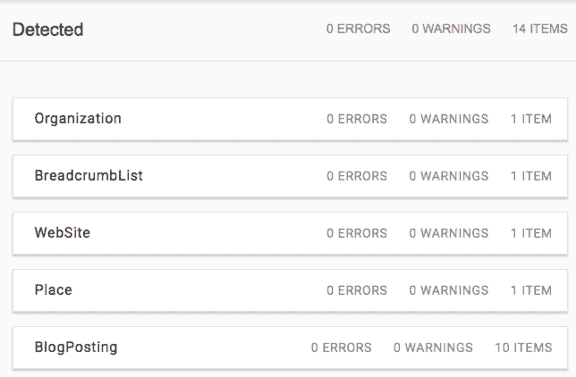 Detected 0 ERRORS 0 WARNINGS 14 ITEMS
Organization 0 ERRORS 0 WARNINGS 1 ITEM
BreadcrumbList 0 ERRORS 0 WARNINGS 1 ITEM
WebSite 0 ERRORS 0 WARNINGS 1 ITEM
Place 0 ERRORS 0 WARNINGS 1 ITEM
BlogPosting 0 ERRORS 0 WARNINGS 10 ITEMS